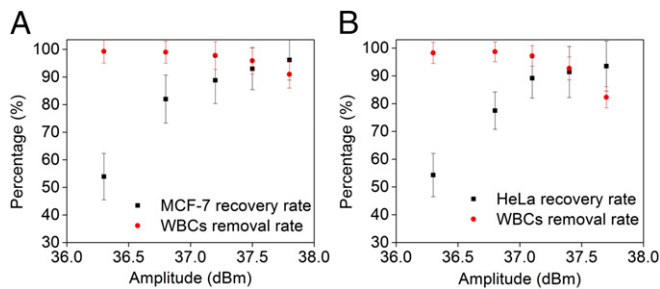 A
Percentage (%)
100
90
80
70
60
50
40
30
MCF-7 recovery rate
WBCs removal rate
36.0 36.5 37.0 37.5 38.0
Amplitude (dBm)
B
Percentage (%)
100
90
80
70
60
50
40
30
HeLa recovery rate
WBCs removal rate
36.0 36.5 37.0 37.5 38.0
Amplitude (dBm)